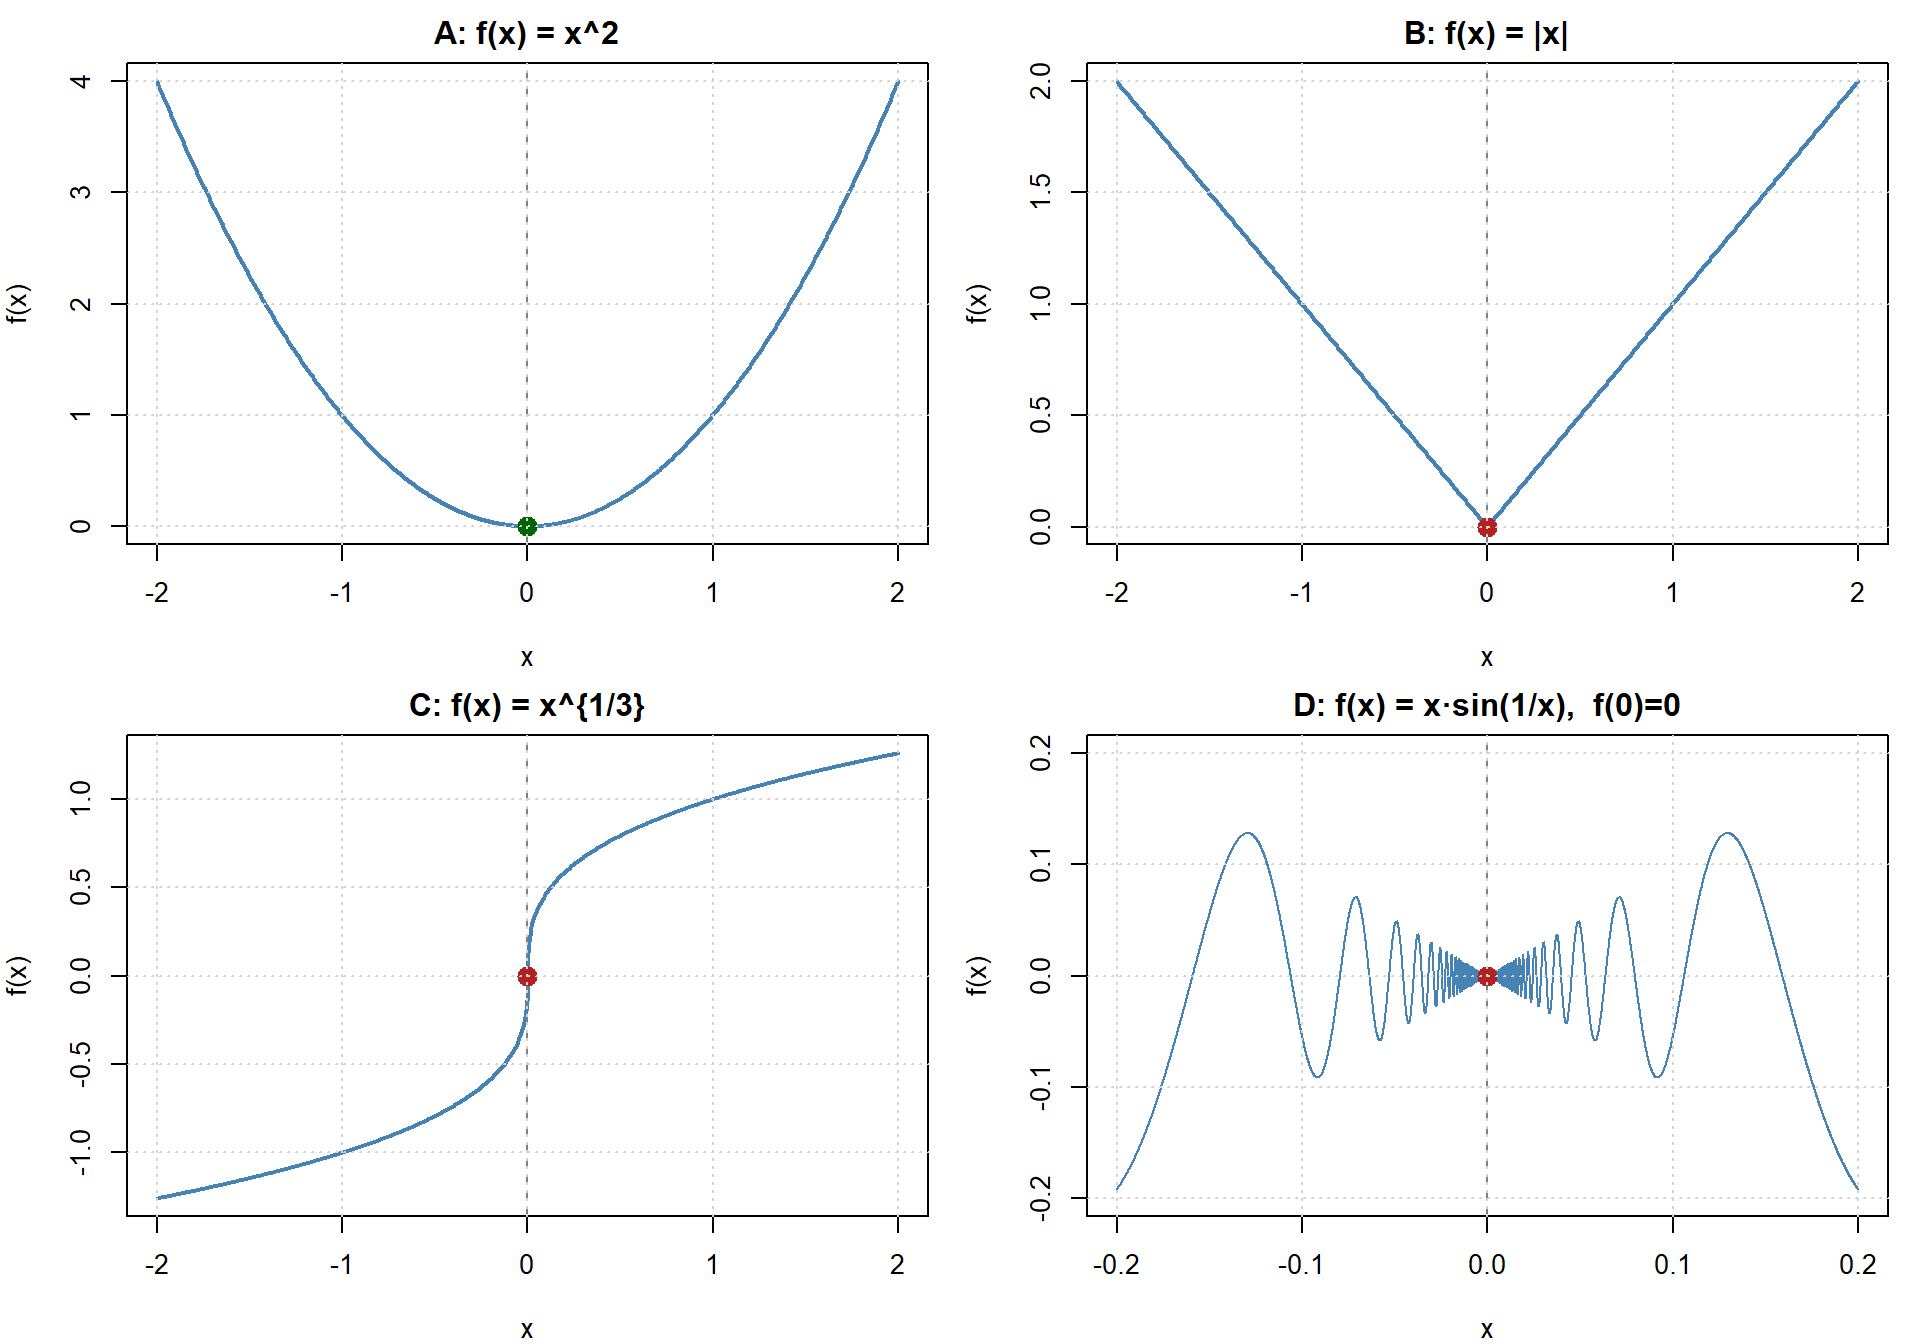 A: f(x) = x^2
f(x)
4
3
2
1
0
-2 -1 0 1 2
x
B: f(x) = |x|
f(x)
2.0
1.5
1.0
0.5
0.0
-2 -1 0 1 2
x
C: f(x) = x^{1/3}
f(x)
1.0
0.5
0.0
-0.5
-1.0
-2 -1 0 1 2
x
D: f(x) = x·sin(1/x),  f(0)=0
f(x)
0.2
0.1
0.0
-0.1
-0.2
-0.2 -0.1 0.0 0.1 0.2
x